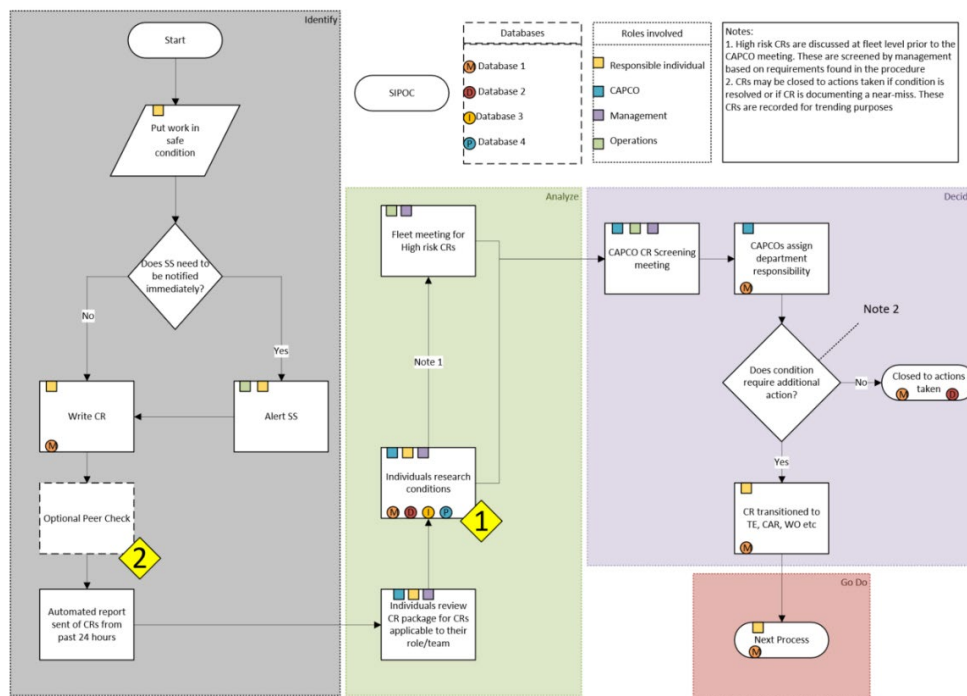 Identify
Start
Put work in
safe
condition
Does SS need to
be notified
immediately?
No
Yes
Write CR
M
Alert SS
Optional Peer Check
2
Automated report
sent of CRs from
past 24 hours
SIPOC
Databases
M Database 1
D Database 2
I Database 3
P Database 4
Roles involved
Responsible individual
CAPCO
Management
Operations
Notes:
1. High risk CRs are discussed at fleet level prior to the
CAPCO meeting. These are screened by management
based on requirements found in the procedure
2. CRs may be closed to actions taken if condition is
resolved or if CR is documenting a near-miss. These
CRs are recorded for trending purposes
Analyze
Fleet meeting for
High risk CRs
Note 1
Individuals research
conditions
M D I P
1
Individuals review
CR package for CRs
applicable to their
role/team
Decid
CAPCO CR Screening
meeting
CAPCOs assign
department
responsibility
M
Note 2
Does condition
require additional
action?
No
Closed to actions
taken
M D
Yes
CR transitioned to
TE, CAR, WO etc
M
Go Do
Next Process
M